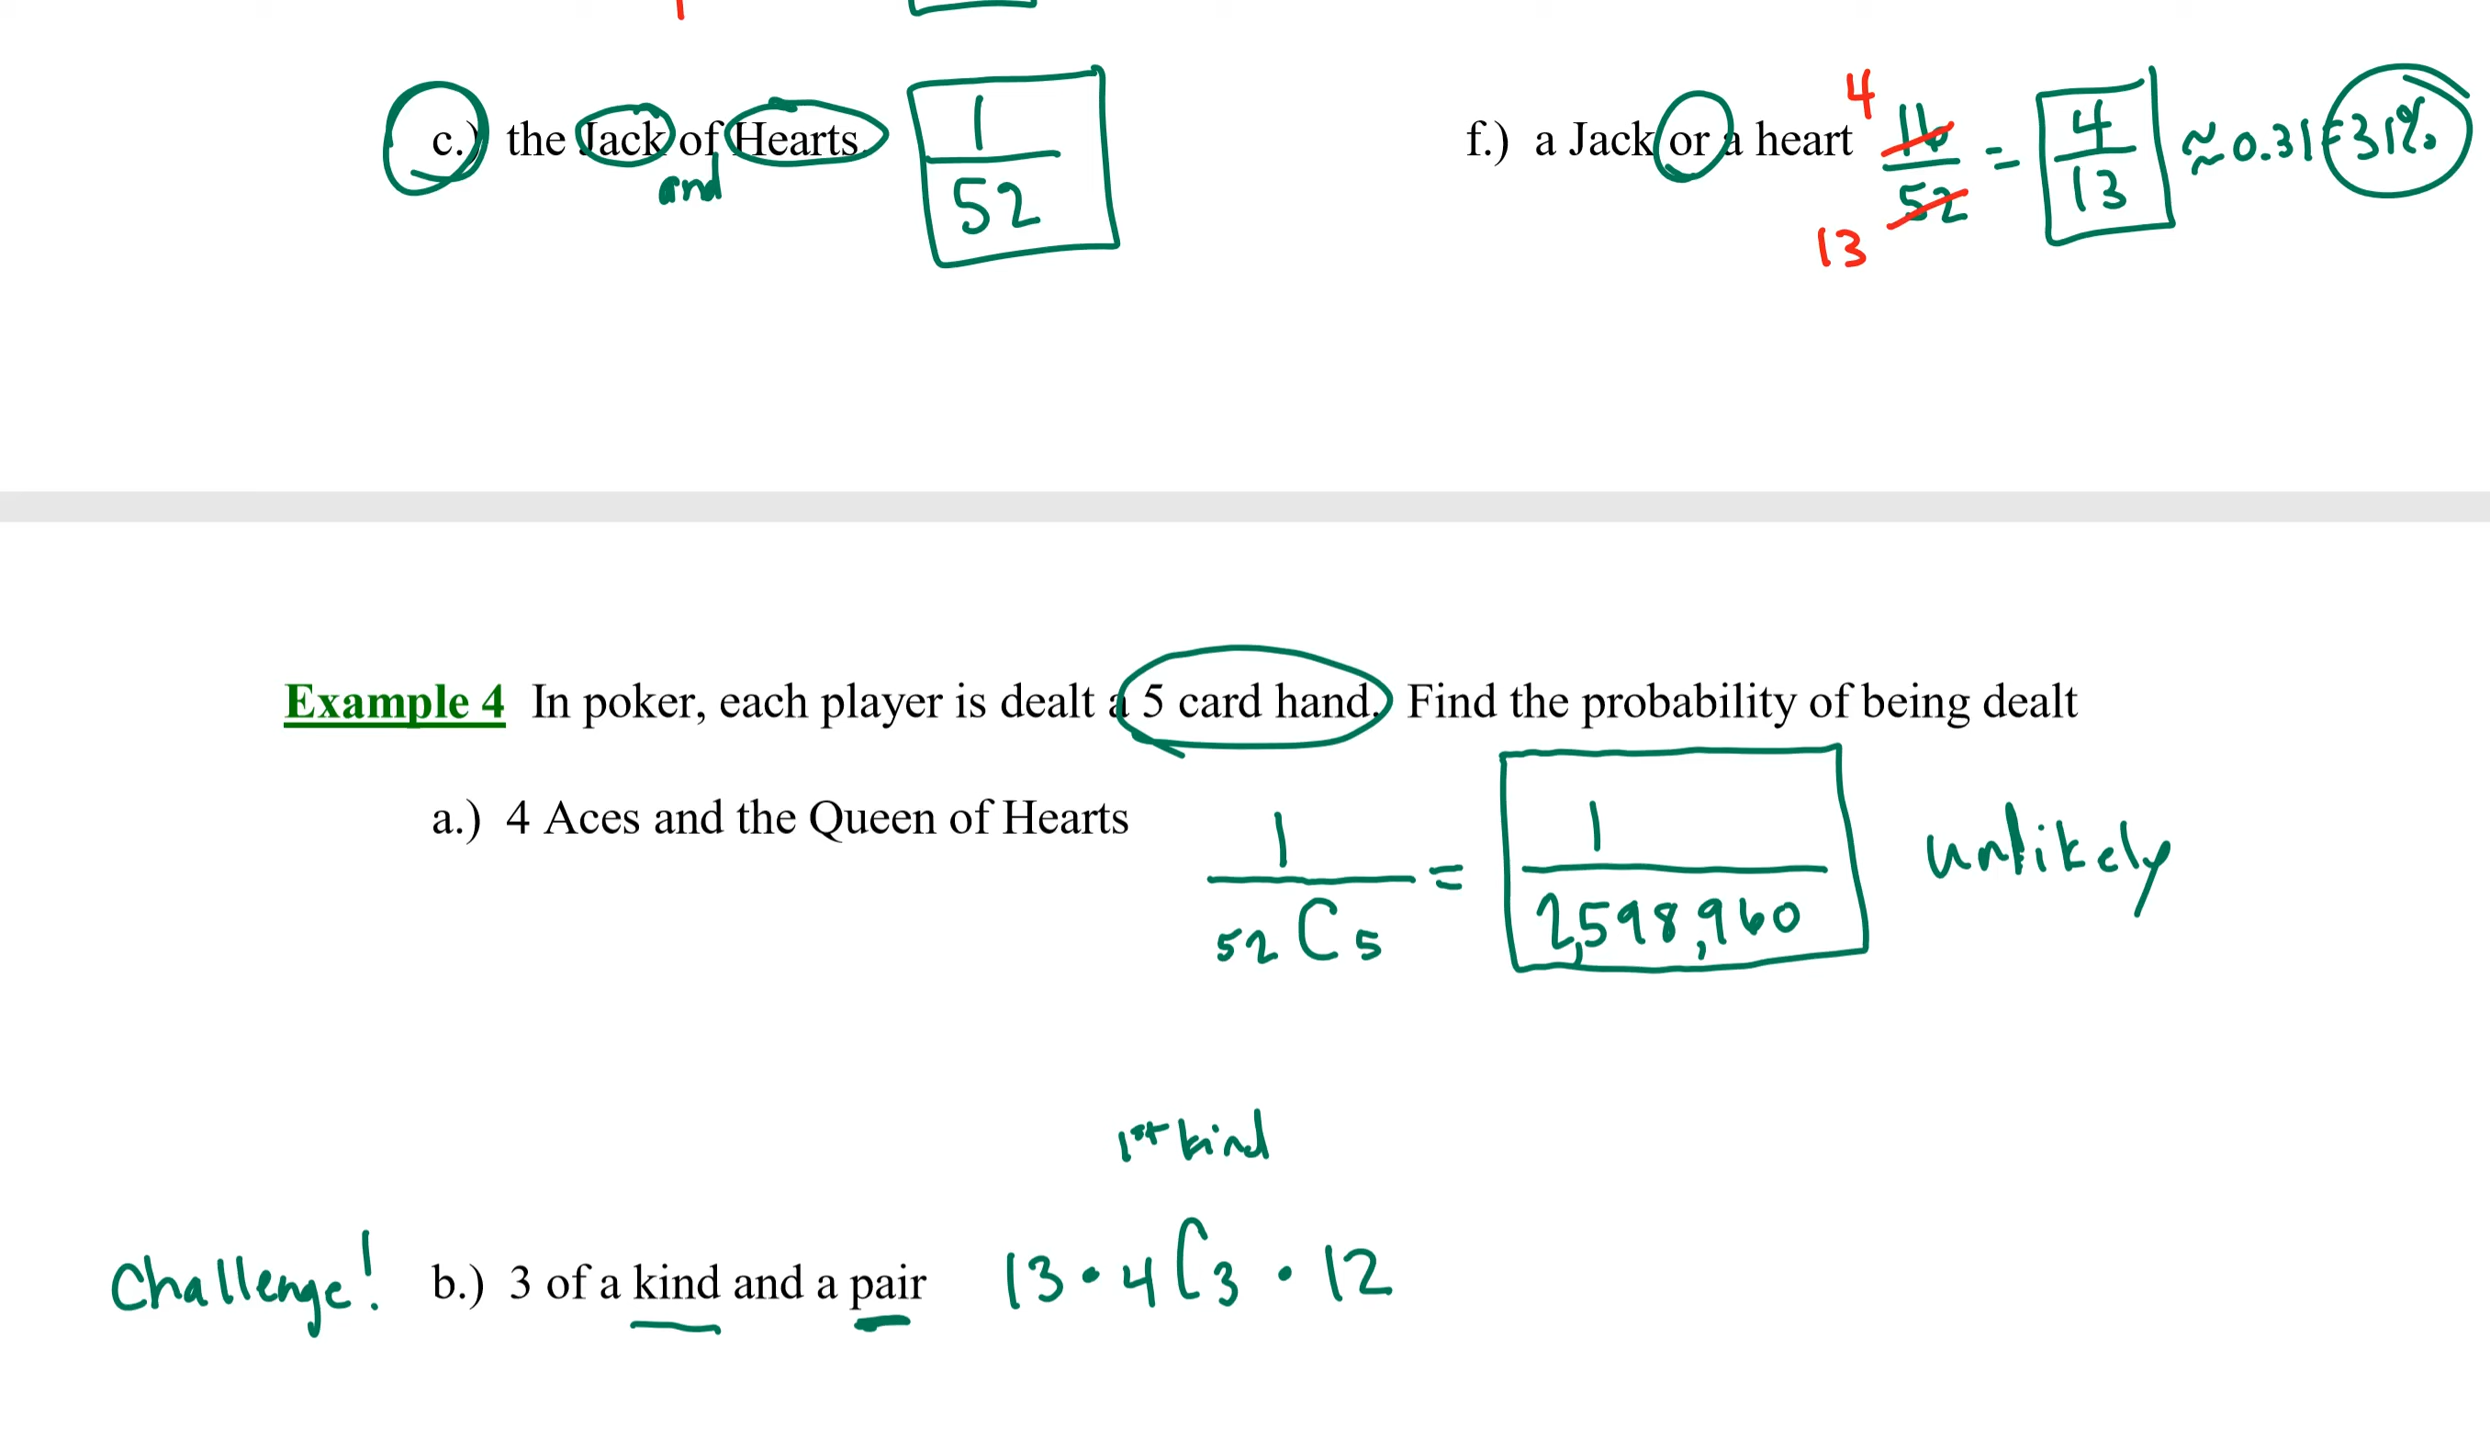 c.) the Jack of Hearts.
and
1
52
f.) a Jack or a heart
4
16
52
13
=
4
13
≈ 0.31 = 31%
Example 4 In poker, each player is dealt a 5 card hand. Find the probability of being dealt
a.) 4 Aces and the Queen of Hearts
1
52C5
=
1
2,598,960
unlikely
1st kind
Challenge! b.) 3 of a kind and a pair 13 · 4C3 · 12